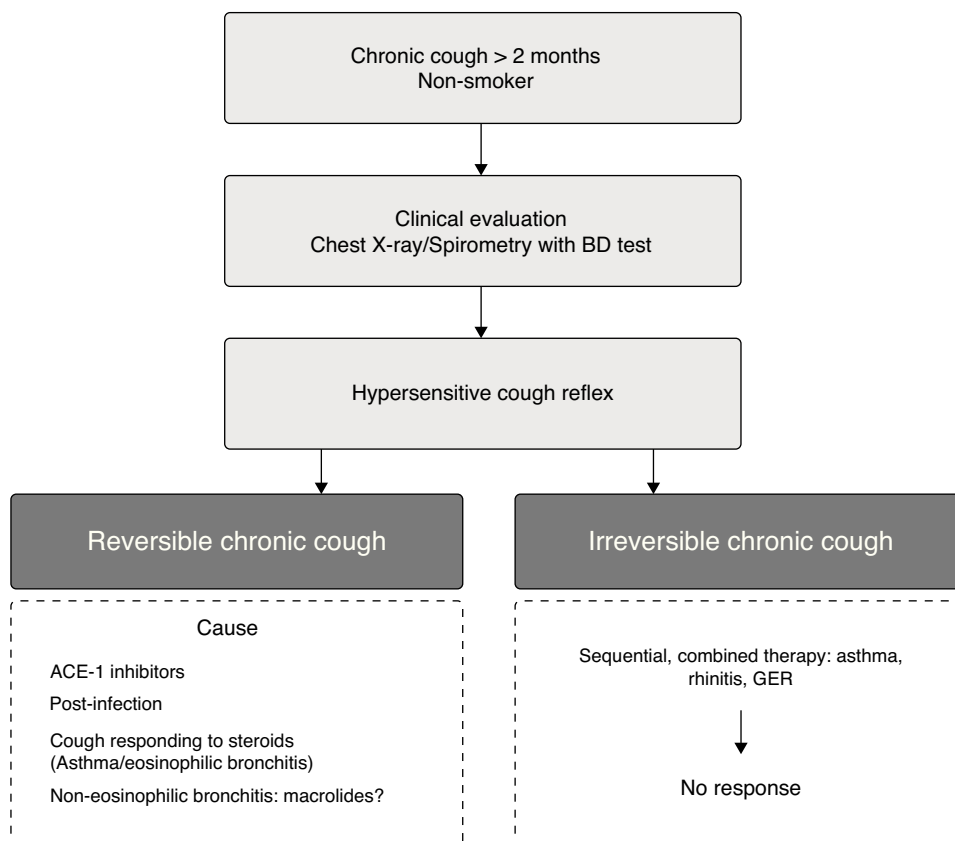 Chronic cough > 2 months
Non-smoker
Clinical evaluation
Chest X-ray/Spirometry with BD test
Hypersensitive cough reflex
Reversible chronic cough
Irreversible chronic cough
Cause
ACE-1 inhibitors
Post-infection
Cough responding to steroids
(Asthma/eosinophilic bronchitis)
Non-eosinophilic bronchitis: macrolides?
Sequential, combined therapy: asthma,
rhinitis, GER
No response